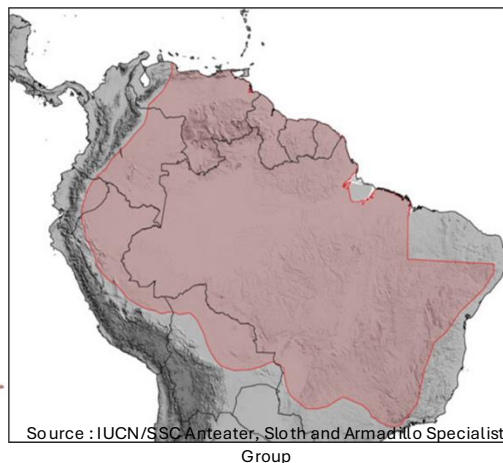 Source : IUCN/SSC Anteater, Sloth and Armadillo Specialist
Group